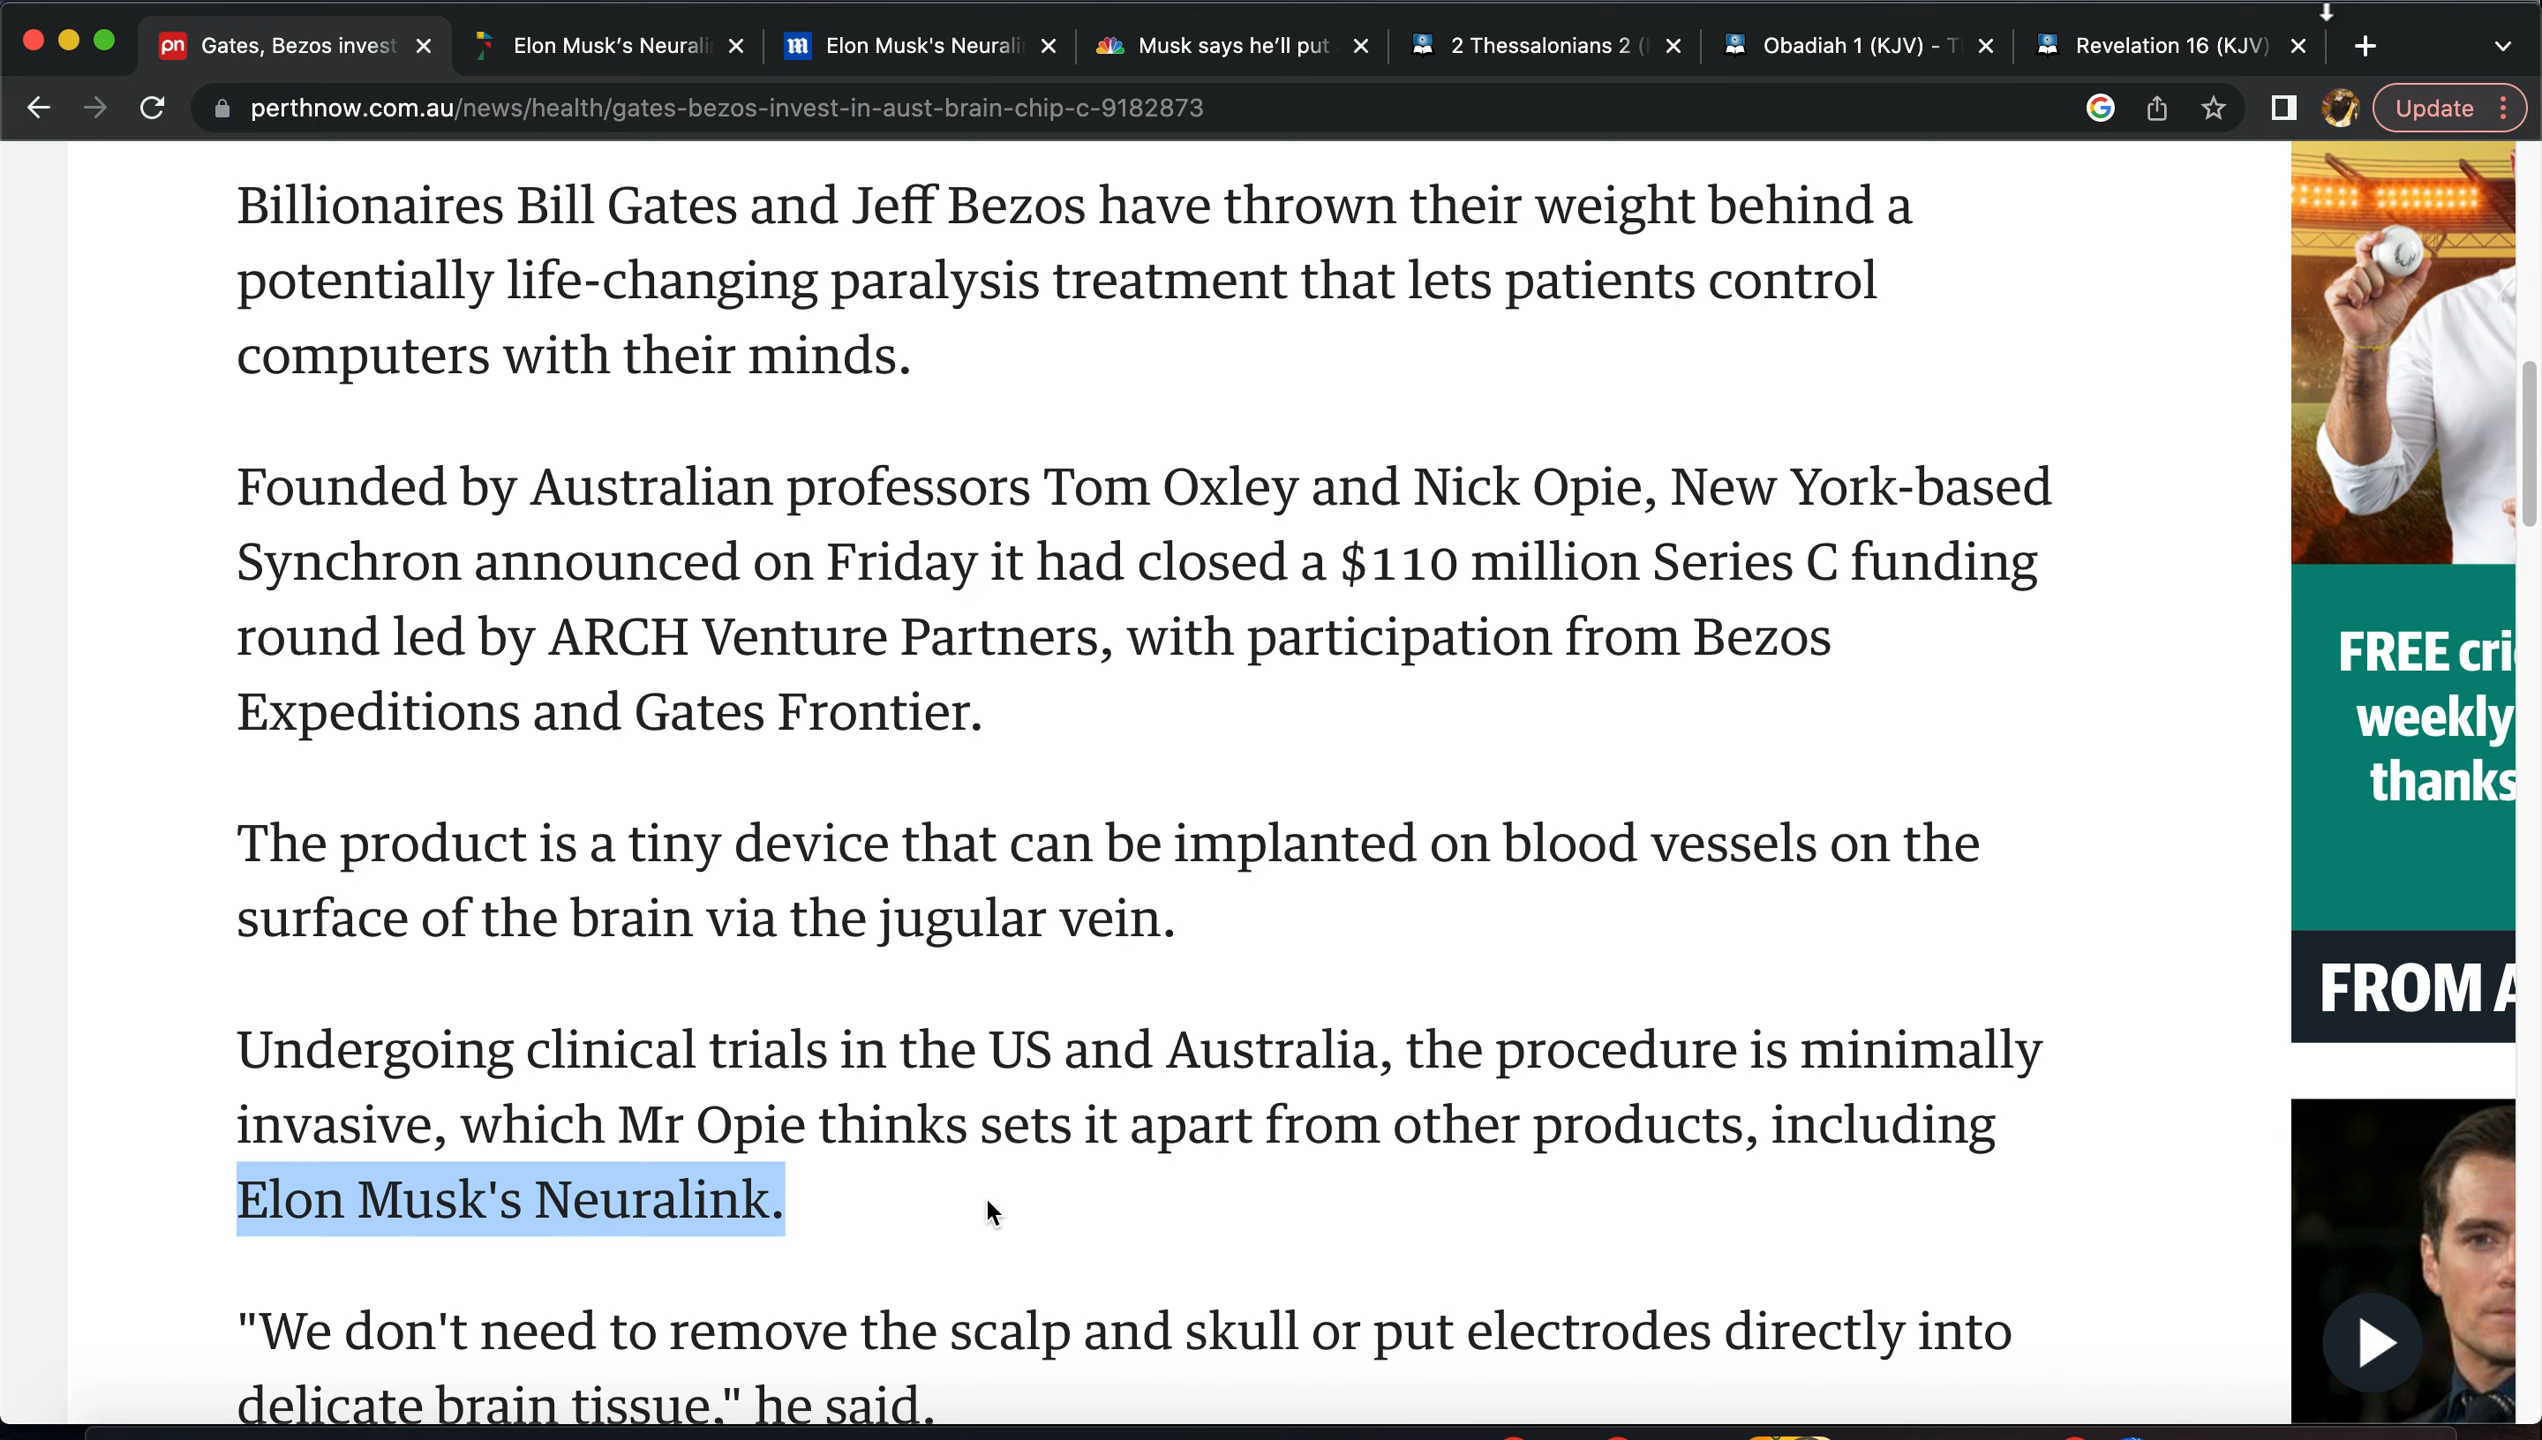 Gates, Bezos invest
Elon Musk's Neurali
Elon Musk's Neurali
Musk says he'll put
2 Thessalonians 2 (
Obadiah 1 (KJV) - T
Revelation 16 (KJV)
perthnow.com.au/news/health/gates-bezos-invest-in-aust-brain-chip-c-9182873
Update
Billionaires Bill Gates and Jeff Bezos have thrown their weight behind a
potentially life-changing paralysis treatment that lets patients control
computers with their minds.
Founded by Australian professors Tom Oxley and Nick Opie, New York-based
Synchron announced on Friday it had closed a $110 million Series C funding
round led by ARCH Venture Partners, with participation from Bezos
Expeditions and Gates Frontier.
The product is a tiny device that can be implanted on blood vessels on the
surface of the brain via the jugular vein.
Undergoing clinical trials in the US and Australia, the procedure is minimally
invasive, which Mr Opie thinks sets it apart from other products, including
Elon Musk's Neuralink.
"We don't need to remove the scalp and skull or put electrodes directly into
delicate brain tissue," he said.
FREE cri
weekly
thanks
FROM A